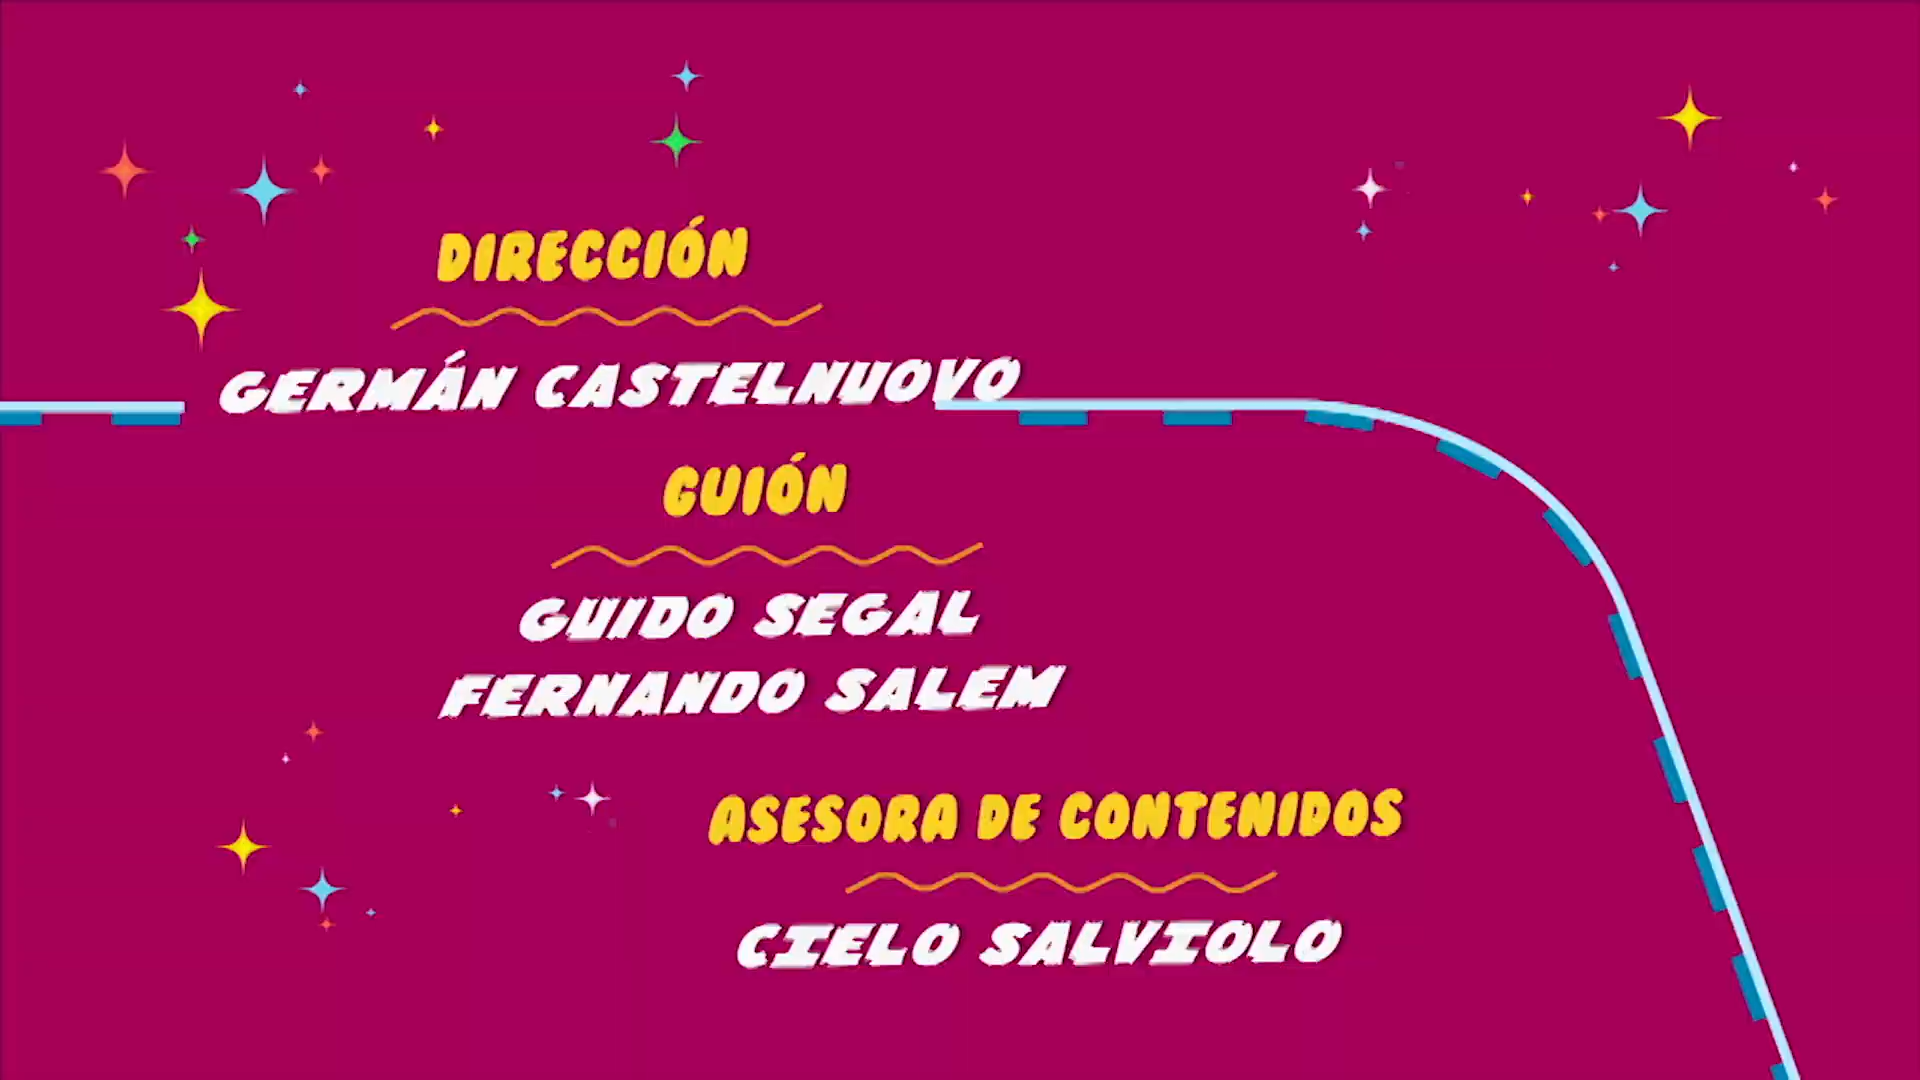 DIRECCIÓN
GERMÁN CASTELNUOVO
GUIÓN
GUIDO SEGAL
FERNANDO SALEM
ASESORA DE CONTENIDOS
CIELO SALVIOLO